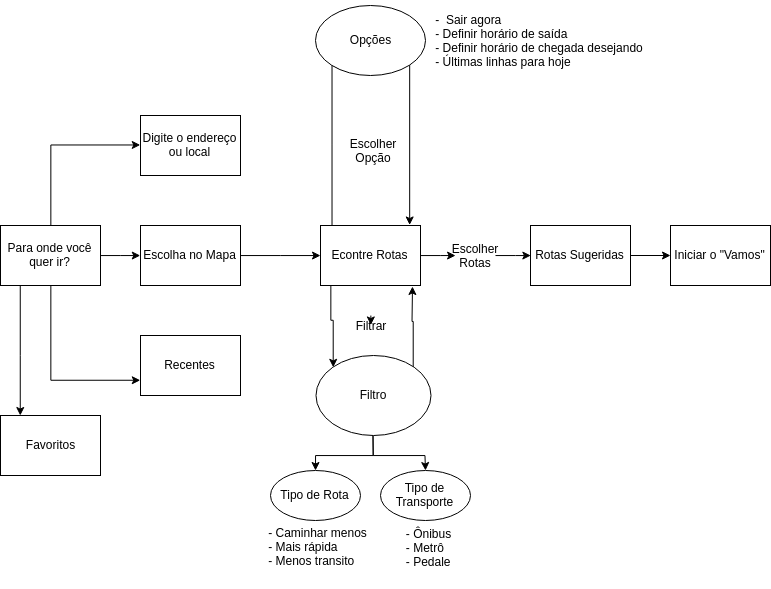 Opções
- Sair agora
- Definir horário de saída
- Definir horário de chegada desejando
- Últimas linhas para hoje
Digite o endereço
ou local
Escolher
Opção
Para onde você
quer ir?
Escolha no Mapa
Econtre Rotas
Escolher
Rotas
Rotas Sugeridas
Iniciar o "Vamos"
Filtrar
Recentes
Filtro
Favoritos
Tipo de Rota
Tipo de
Transporte
- Caminhar menos
- Mais rápida
- Menos transito
- Ônibus
- Metrô
- Pedale